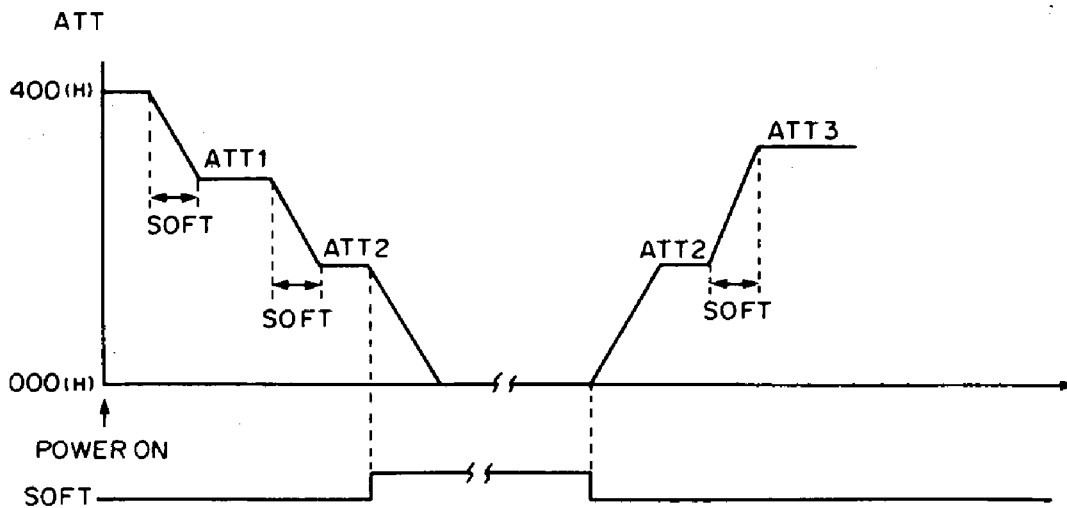 ATT
400(H)
ATT1
SOFT
ATT2
SOFT
ATT2
SOFT
ATT3
000(H)
POWER ON
SOFT